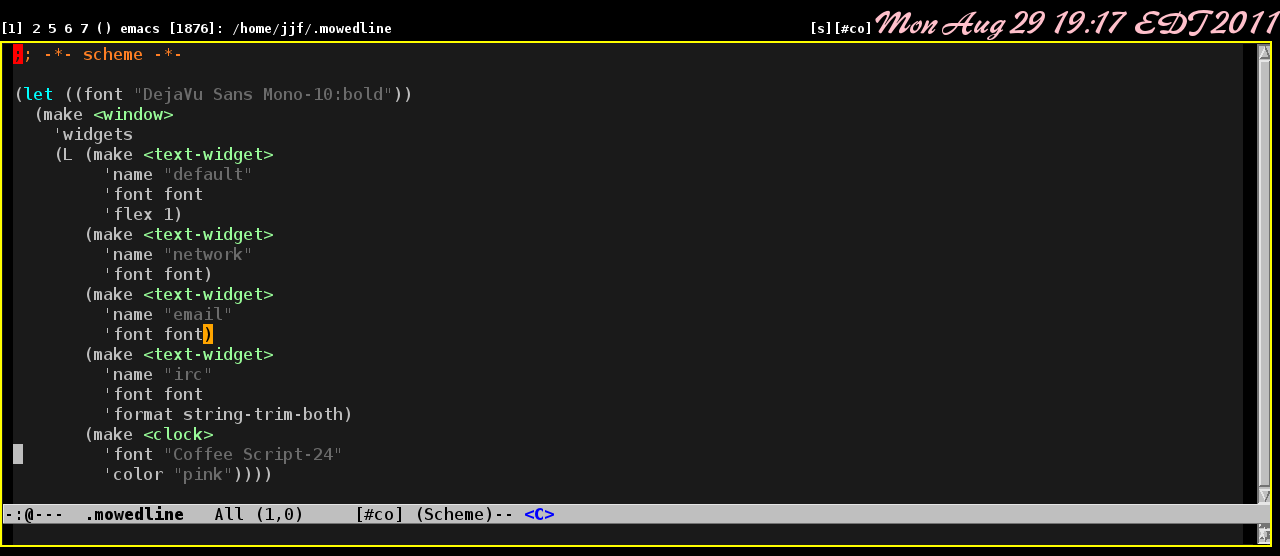 [1] 2 5 6 7 () emacs [1876]: /home/jjf/.mowedline [s][#co] Mon Aug 29 19:17 EDT 2011
;; -*- scheme -*-
(let ((font "DejaVu Sans Mono-10:bold"))
  (make <window>
    'widgets
    (L (make <text-widget>
         'name "default"
         'font font
         'flex 1)
       (make <text-widget>
         'name "network"
         'font font)
       (make <text-widget>
         'name "email"
         'font font)
       (make <text-widget>
         'name "irc"
         'font font
         'format string-trim-both)
       (make <clock>
         'font "Coffee Script-24"
         'color "pink"))))
-:@---  .mowedline   All (1,0)     [#co] (Scheme)-- <C>